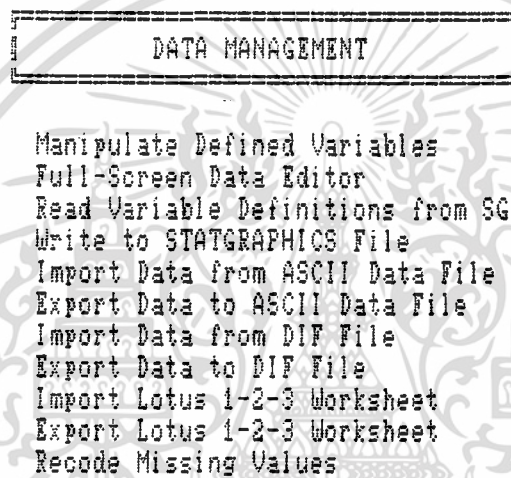 DATA MANAGEMENT
Manipulate Defined Variables
Full-Screen Data Editor
Read Variable Definitions from SG
Write to STATGRAPHICS File
Import Data from ASCII Data File
Export Data to ASCII Data File
Import Data from DIF File
Export Data to DIF File
Import Lotus 1-2-3 Worksheet
Export Lotus 1-2-3 Worksheet
Recode Missing Values